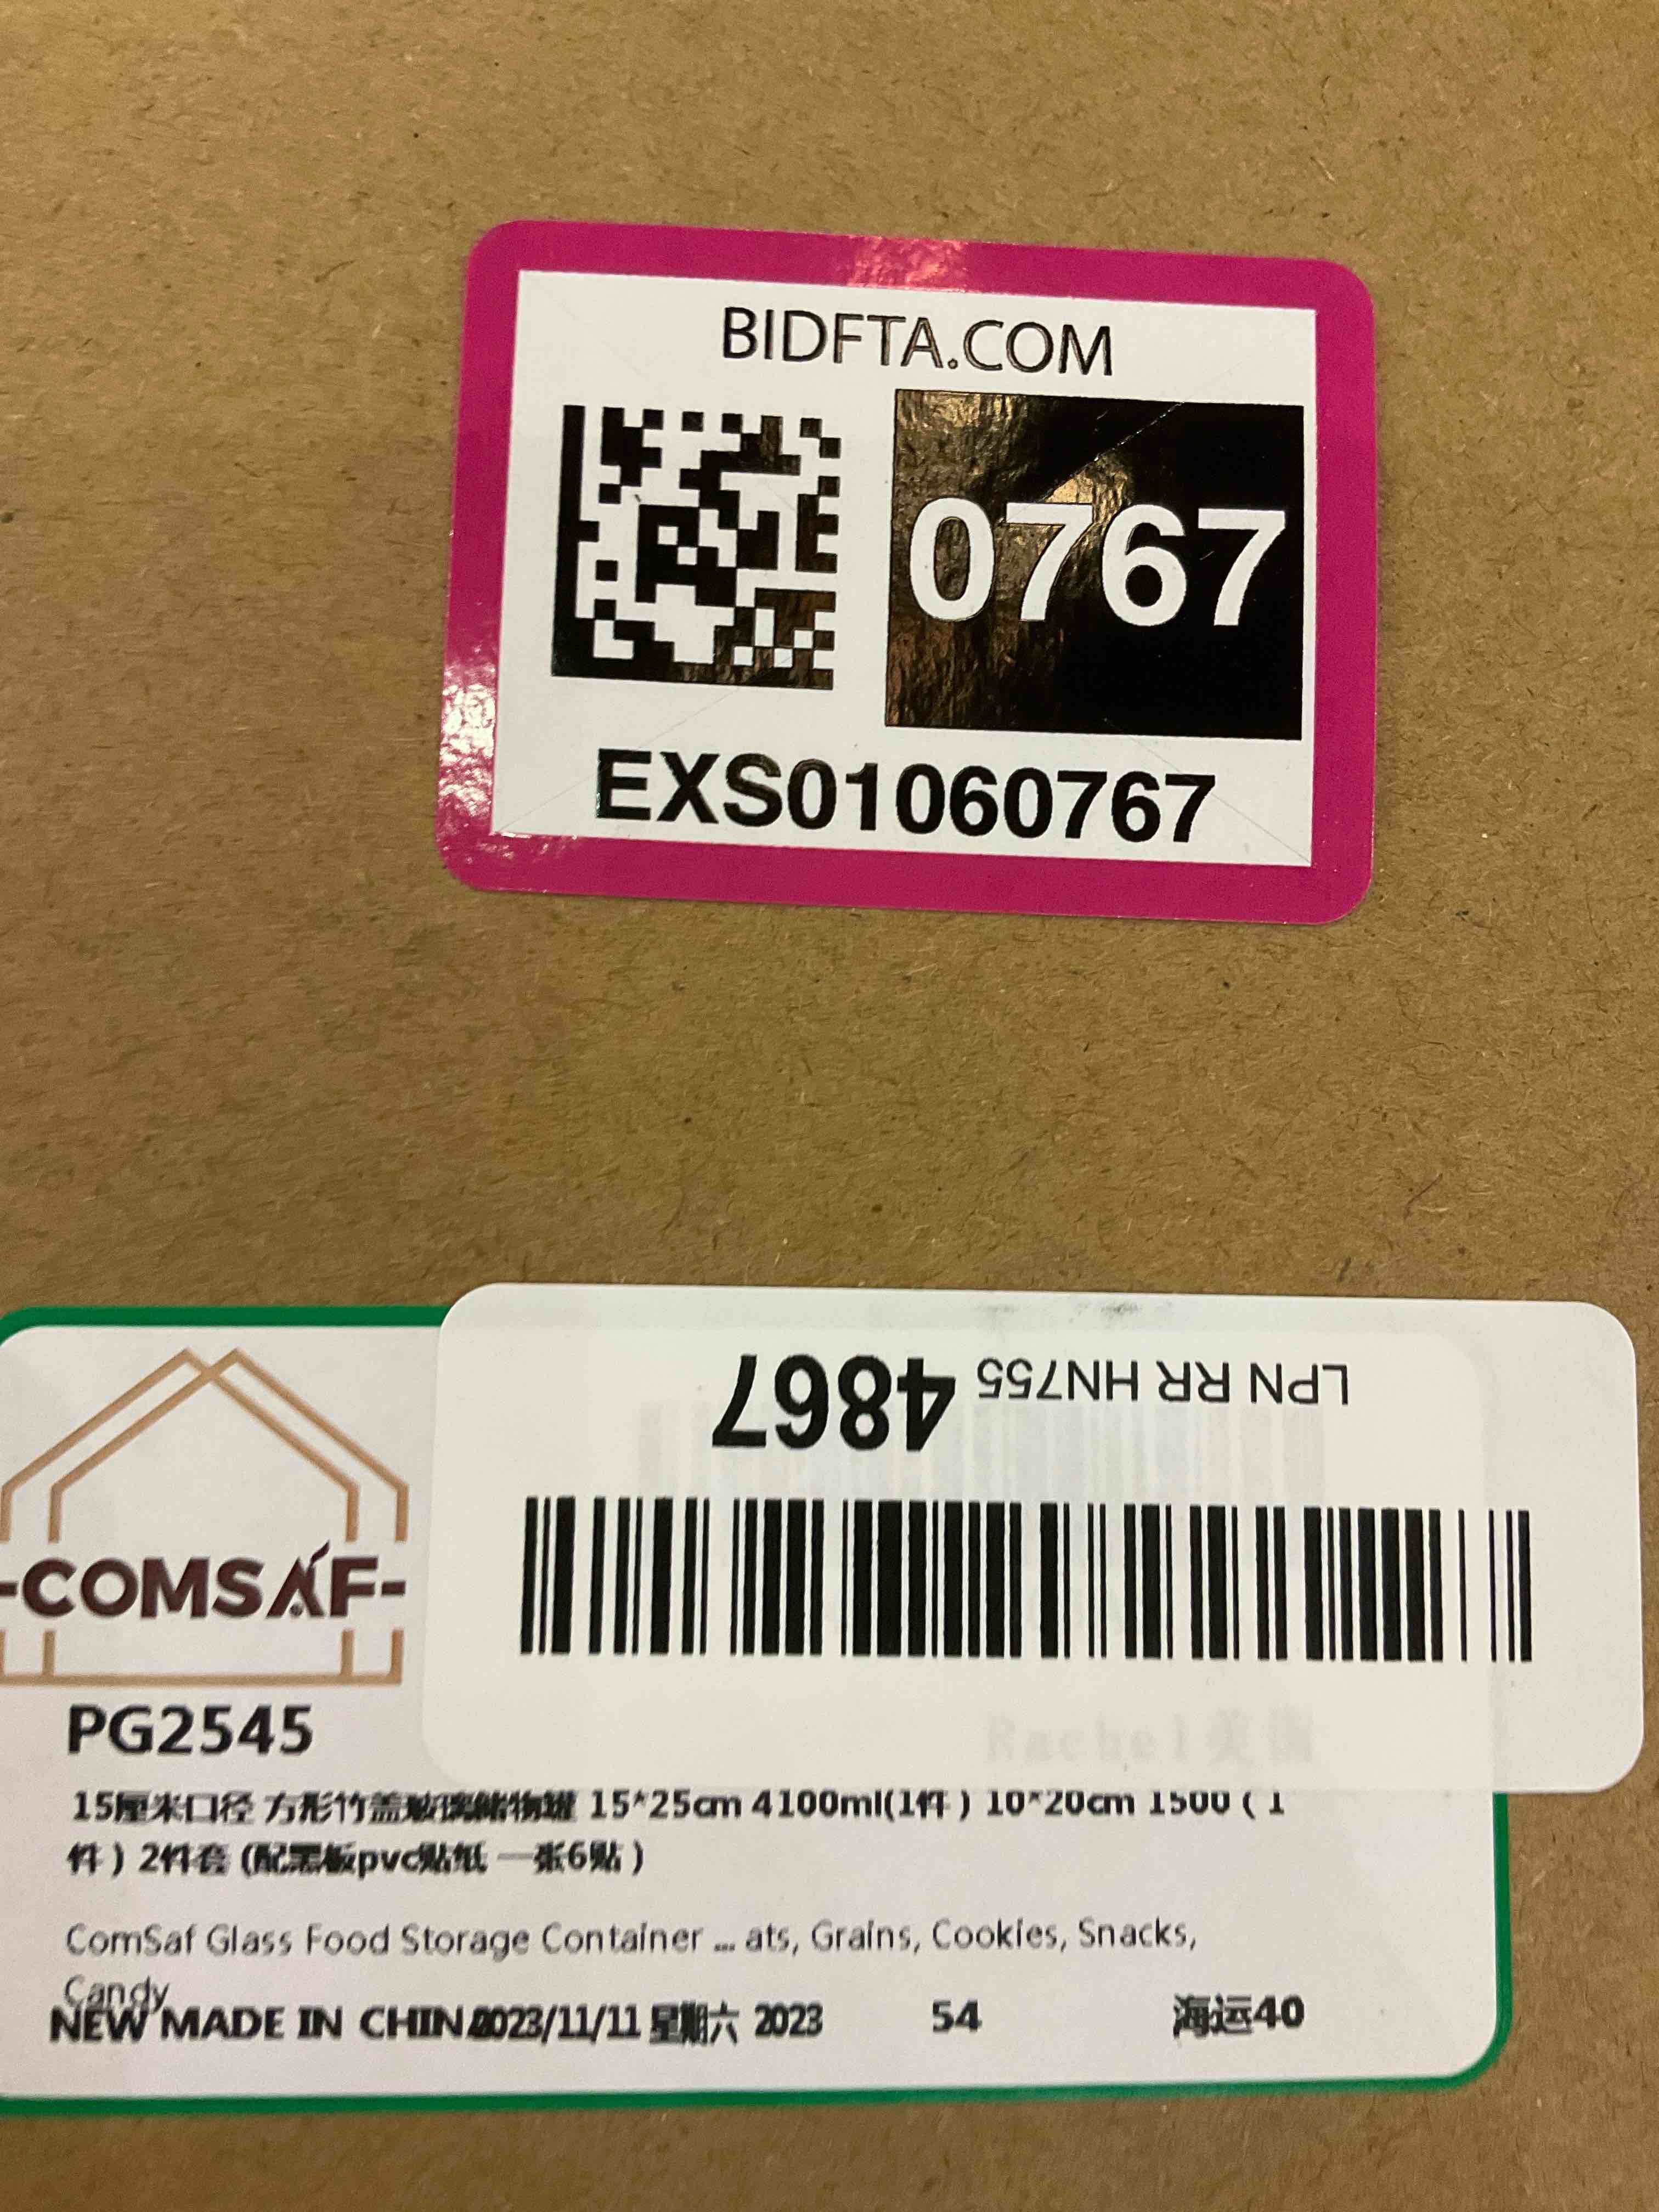 BIDFTA.COM
0767
EXS01060767
LPN RR HN755 4867
-COMSAF-
PG2545
15厘米口径 方形竹盖玻璃储物罐 15*25cm 4100ml(1件) 10*20cm 1500 (1
件) 2件套 (配黑板pvc贴纸 一张6贴)
ComSaf Glass Food Storage Container ... ats, Grains, Cookies, Snacks,
Candy
NEW MADE IN CHINA 2023/11/11 星期六 2023 54 海运40